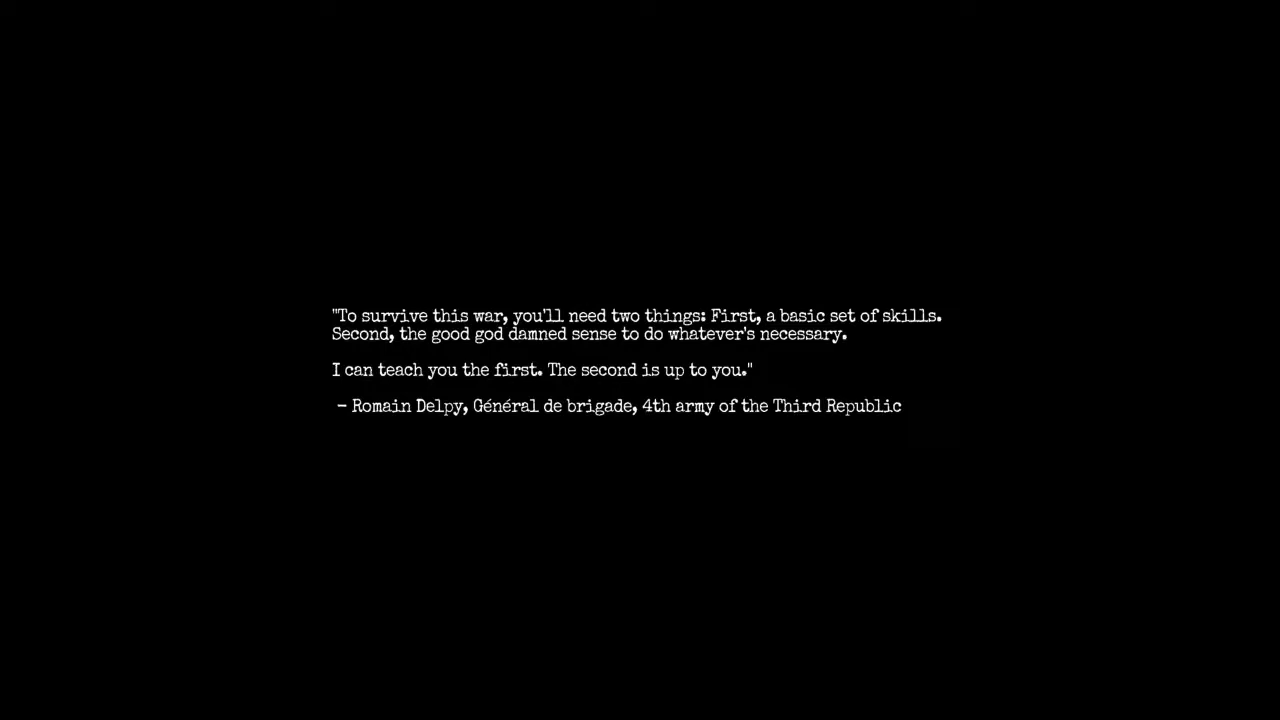 "To survive this war, you'll need two things: First, a basic set of skills.
Second, the good god damned sense to do whatever's necessary.
I can teach you the first. The second is up to you."
– Romain Delpy, Général de brigade, 4th army of the Third Republic